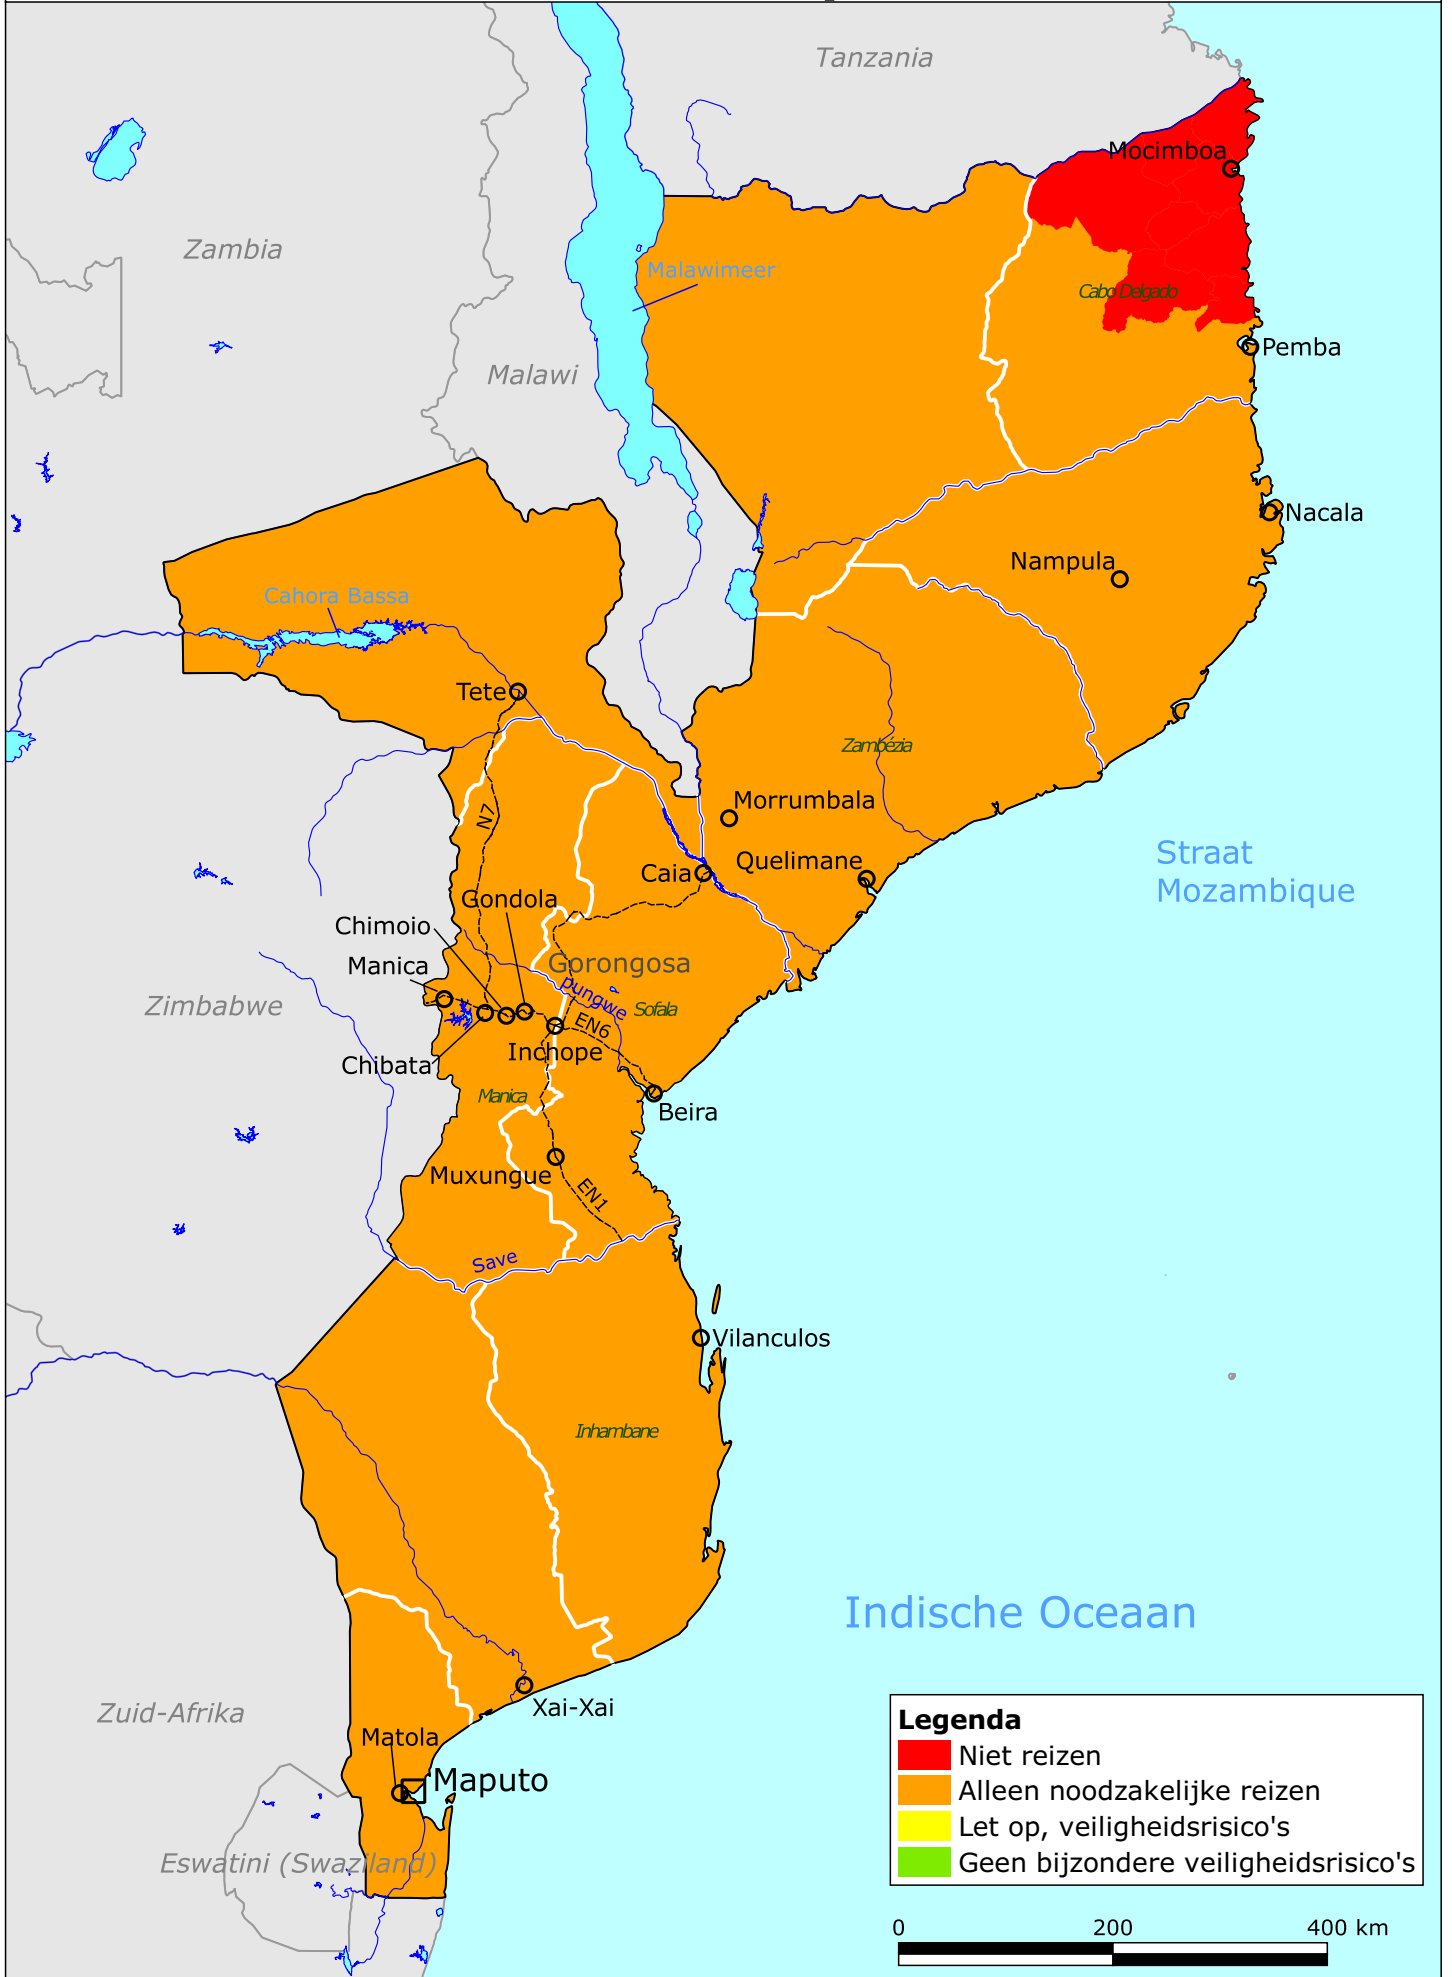 Tanzania
Mocimboa
Zambia
Malawimeer
Cabo Delgado
Pemba
Malawi
Nacala
Nampula
Cahora Bassa
Tete
Zambézia
Morrumbala
N7
Straat
Mozambique
Quelimane
Caia
Gondola
Chimoio
Manica
Gorongosa
pungwe
Zimbabwe
Sofala
EN6
Inchope
Chibata
Manica
Beira
Muxungue
EN1
Save
Vilanculos
Inhambane
Indische Oceaan
Xai-Xai
Zuid-Afrika
Matola
Maputo
Eswatini (Swaziland)
Legenda
Niet reizen
Alleen noodzakelijke reizen
Let op, veiligheidsrisico's
Geen bijzondere veiligheidsrisico's
0 200 400 km